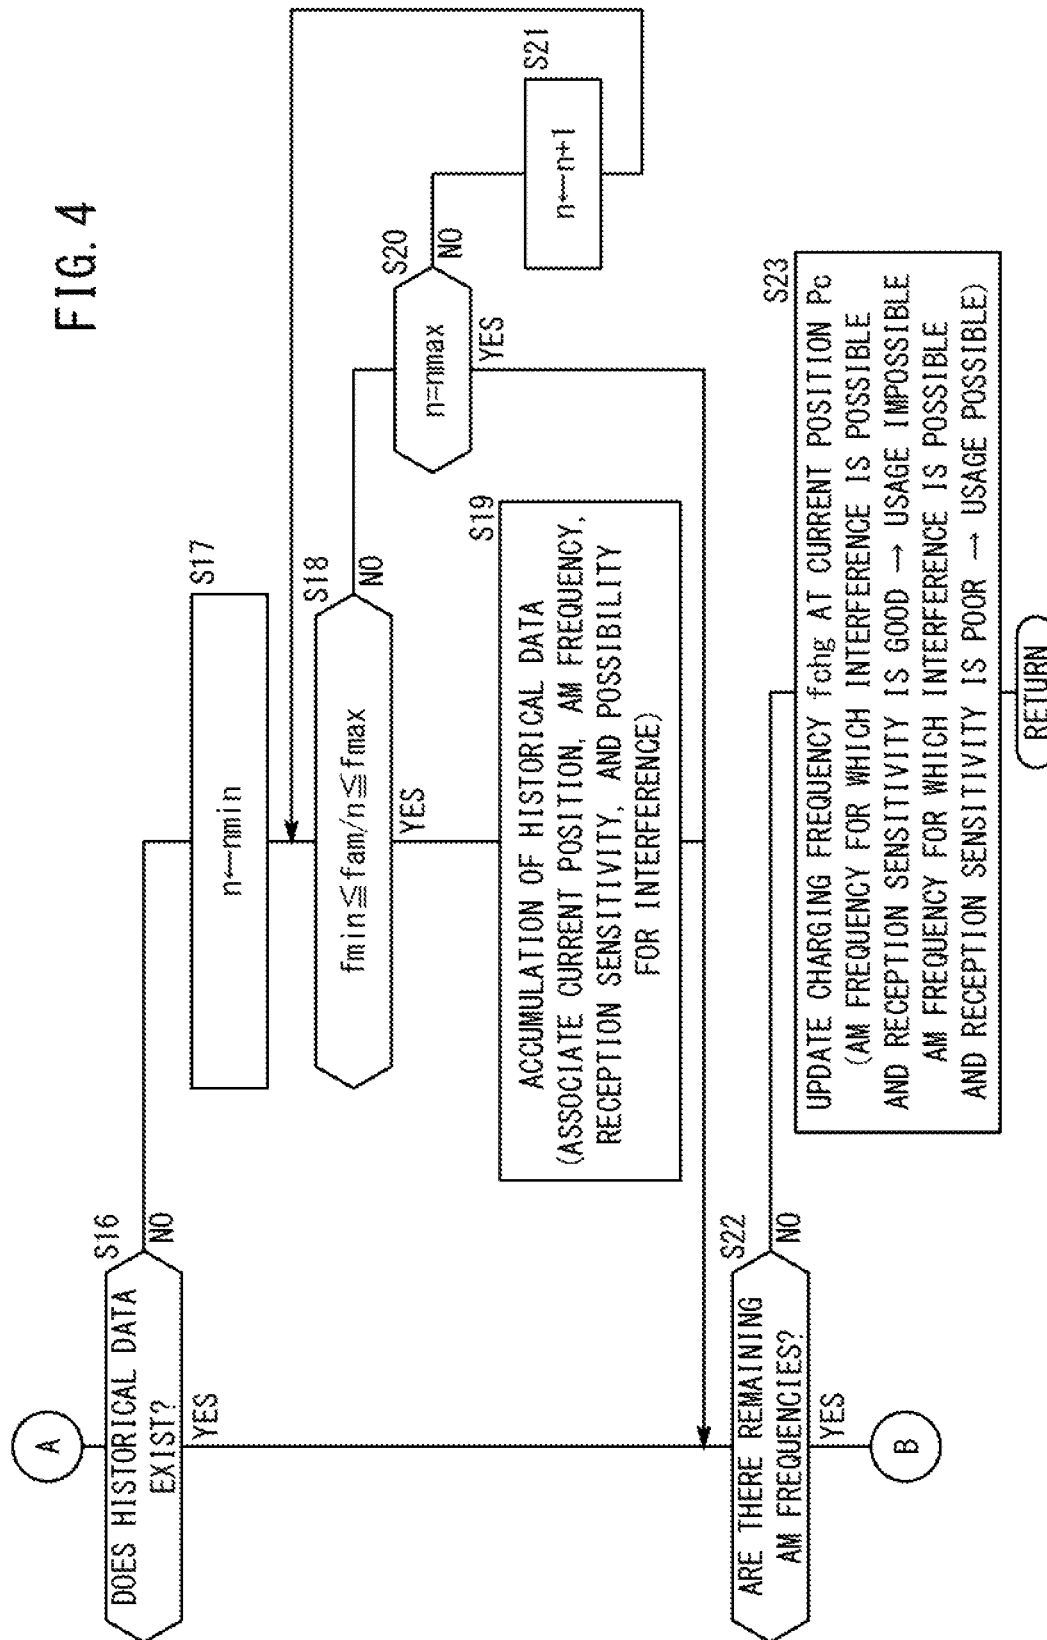 FIG. 4
A
DOES HISTORICAL DATA
EXIST?
S16
NO
YES
S17
n←nmin
S18
fmin≦fam/n≦fmax
NO
YES
S20
n=nmax
NO
YES
S21
n←n+1
S19
ACCUMULATION OF HISTORICAL DATA
(ASSOCIATE CURRENT POSITION, AM FREQUENCY,
RECEPTION SENSITIVITY, AND POSSIBILITY
FOR INTERFERENCE)
S22
ARE THERE REMAINING
AM FREQUENCIES?
NO
YES
B
S23
UPDATE CHARGING FREQUENCY fchg AT CURRENT POSITION Pc
(AM FREQUENCY FOR WHICH INTERFERENCE IS POSSIBLE
AND RECEPTION SENSITIVITY IS GOOD → USAGE IMPOSSIBLE
AM FREQUENCY FOR WHICH INTERFERENCE IS POSSIBLE
AND RECEPTION SENSITIVITY IS POOR → USAGE POSSIBLE)
RETURN